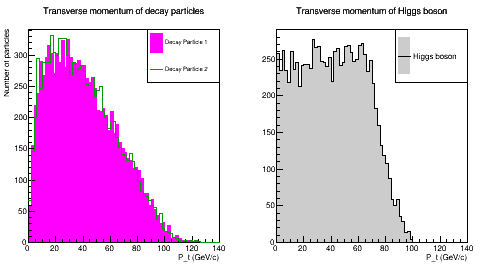 Transverse momentum of decay particles
Number of particles
300
250
200
150
100
50
0
0 20 40 60 80 100 120 140
P_t (GeV/c)
Decay Particle 1
Decay Particle 2
Transverse momentum of Higgs boson
250
200
150
100
50
0
0 20 40 60 80 100 120 140
P_t (GeV/c)
Higgs boson